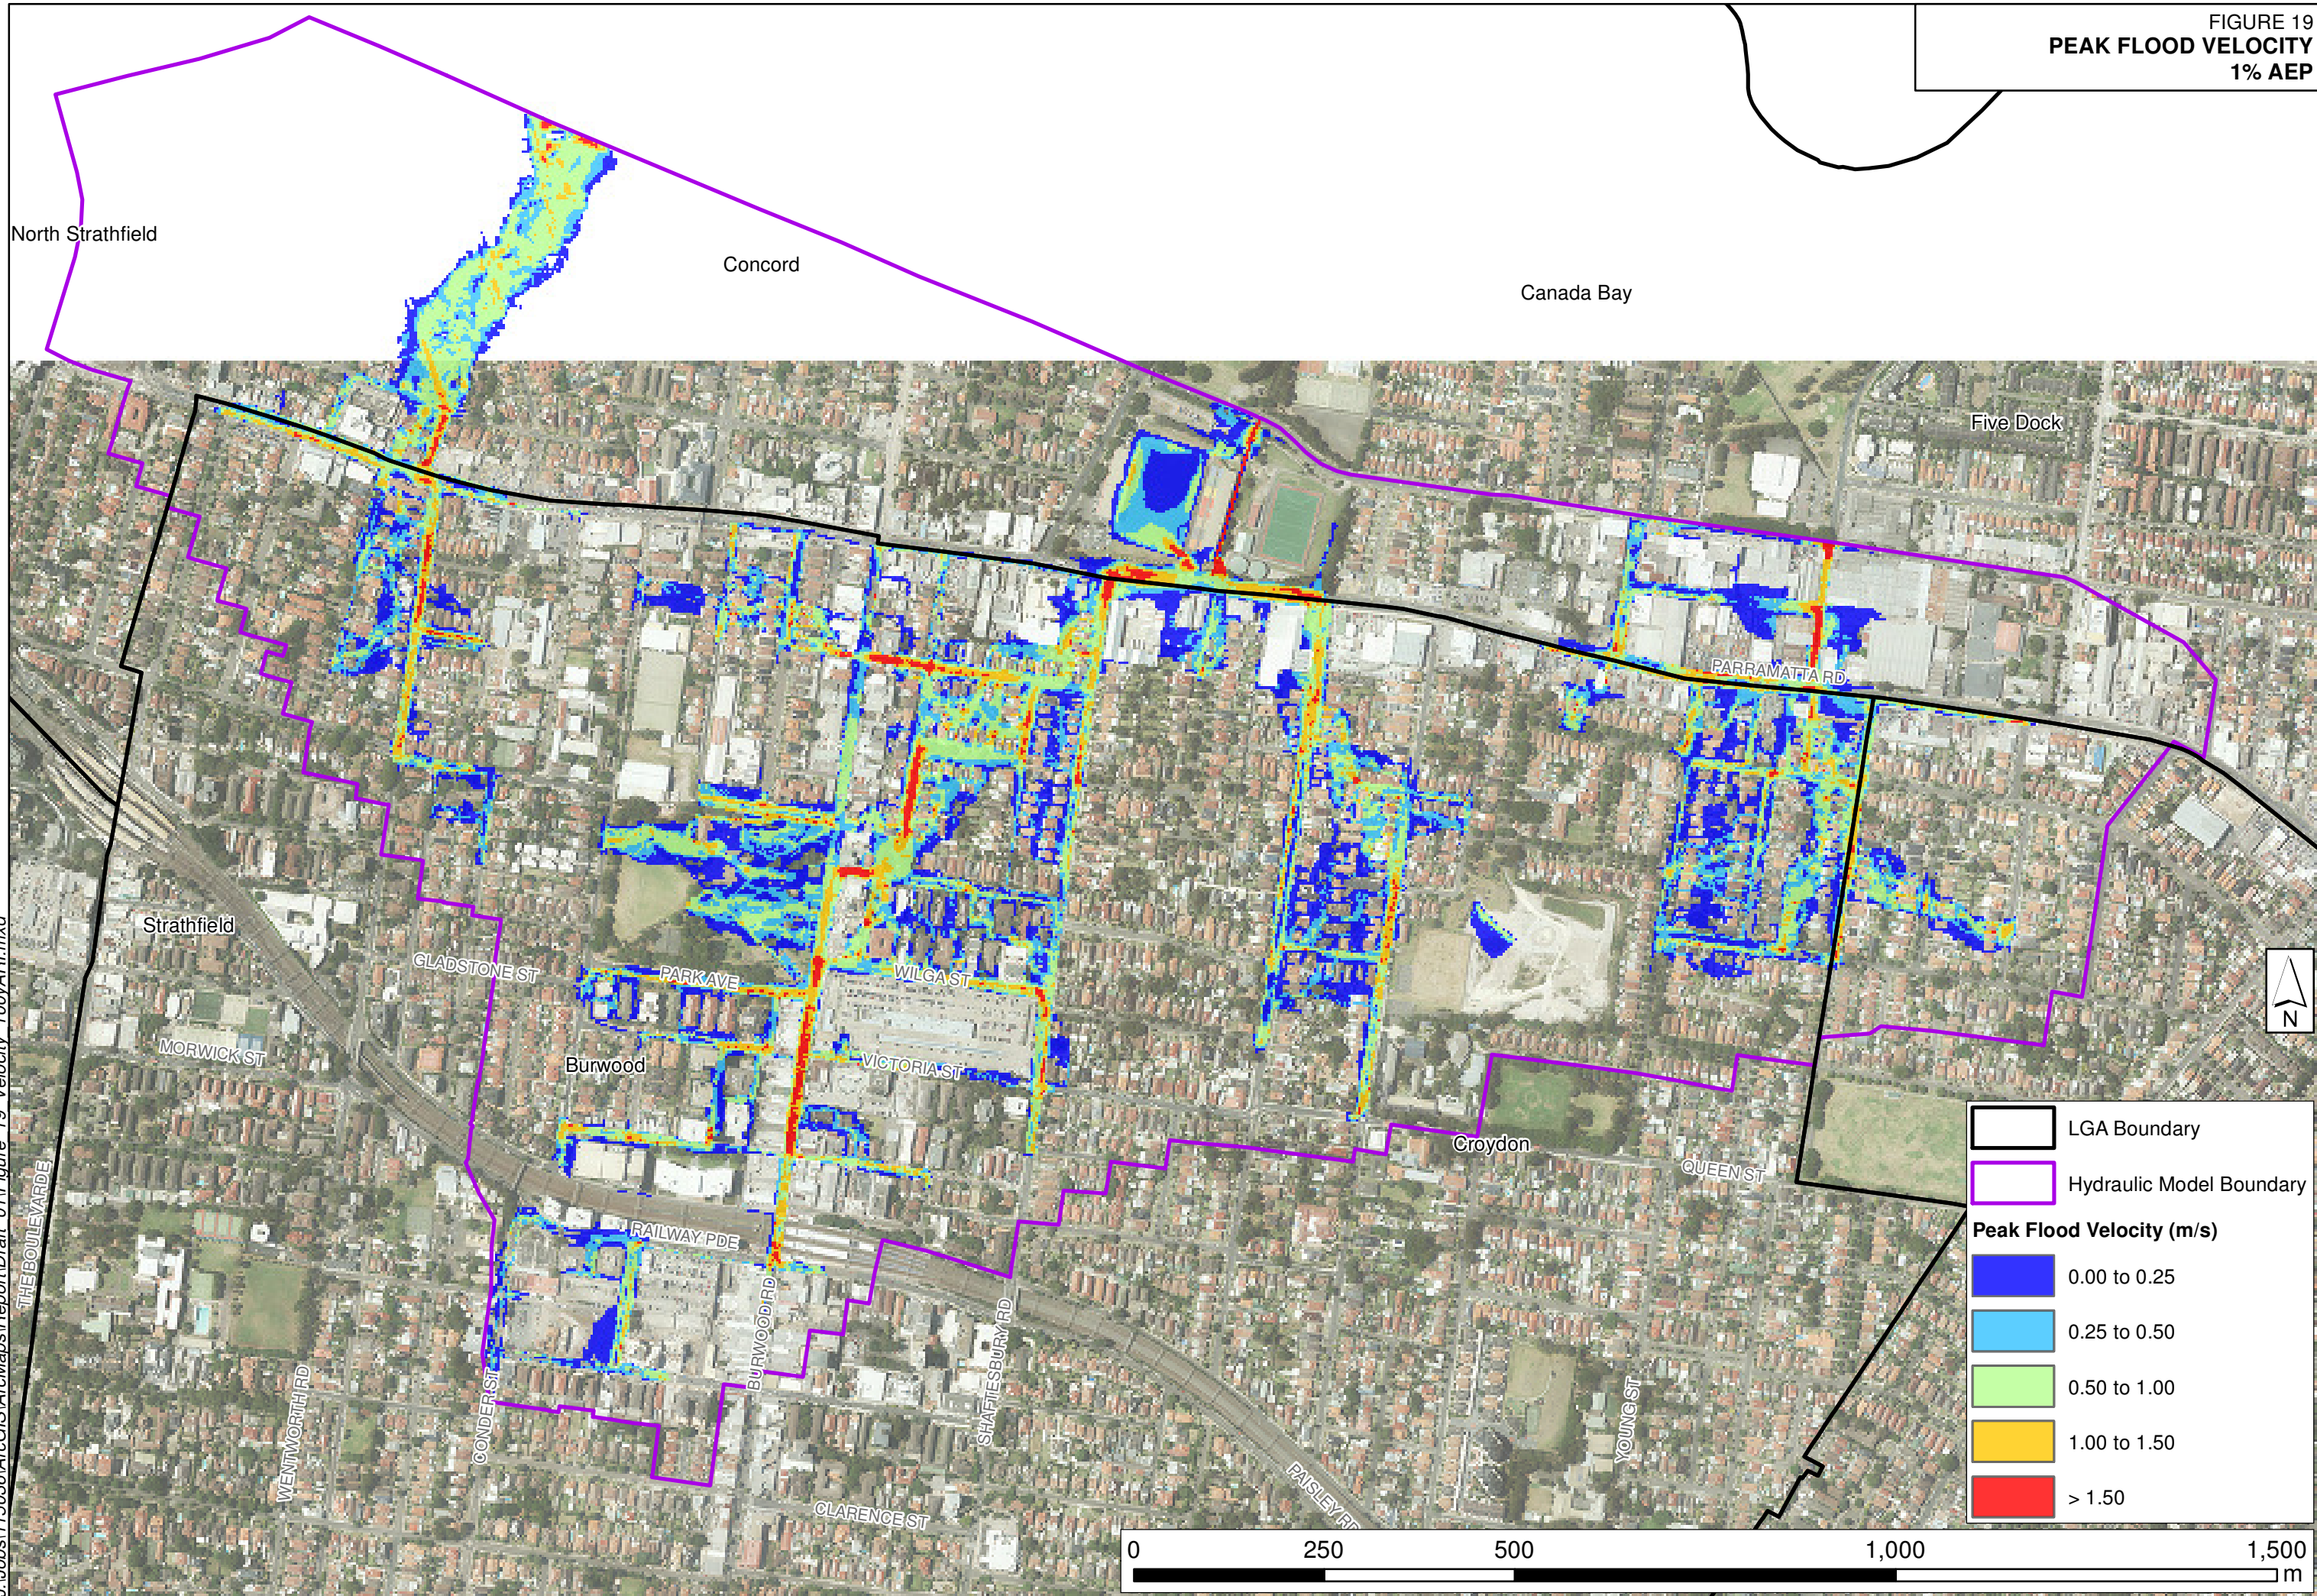 FIGURE 19
PEAK FLOOD VELOCITY
1% AEP
North Strathfield
Concord
Canada Bay
Five Dock
PARRAMATTA RD
Strathfield
GLADSTONE ST
PARK AVE
WILGA ST
MORWICK ST
Burwood
VICTORIA ST
Croydon
QUEEN ST
THE BOULEVARDE
RAILWAY PDE
BURWOOD RD
SHAFTESBURY RD
WENTWORTH RD
CONDER ST
YOUNG ST
PAISLEY RD
CLARENCE ST
N
LGA Boundary
Hydraulic Model Boundary
Peak Flood Velocity (m/s)
0.00 to 0.25
0.25 to 0.50
0.50 to 1.00
1.00 to 1.50
> 1.50
0 250 500 1,000 1,500
m